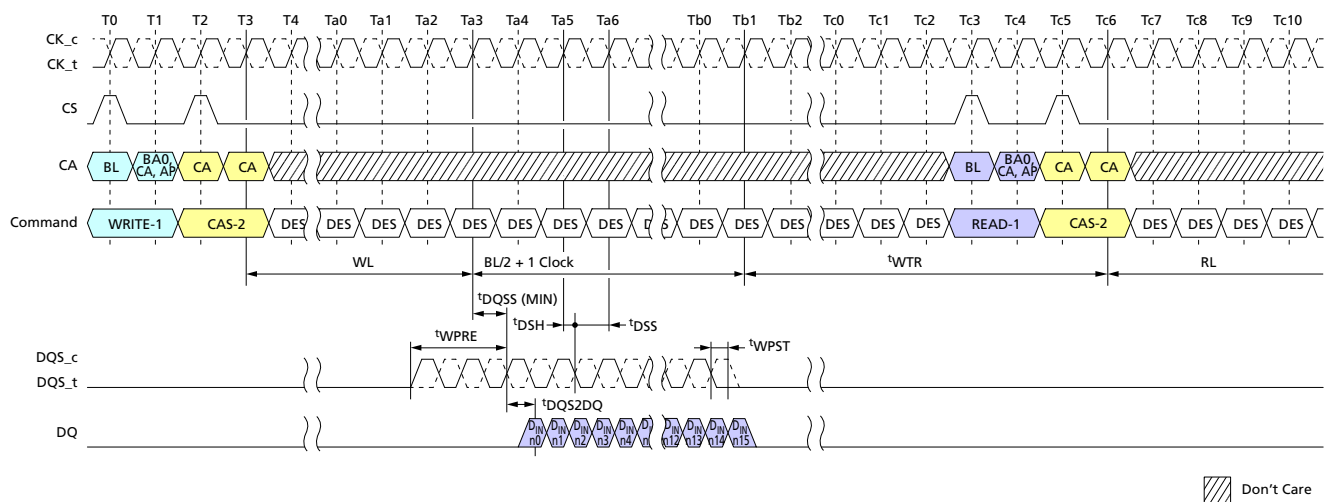 T0 T1 T2 T3 T4 Ta0 Ta1 Ta2 Ta3 Ta4 Ta5 Ta6 Tb0 Tb1 Tb2 Tc0 Tc1 Tc2 Tc3 Tc4 Tc5 Tc6 Tc7 Tc8 Tc9 Tc10
CK_c
CK_t
CS
CA BL BA0, CA, AP CA CA BL BA0, CA, AP CA CA
Command WRITE-1 CAS-2 DES DES DES DES DES DES DES DES DES DES DES DES DES DES READ-1 CAS-2 DES DES DES DES
WL BL/2 + 1 Clock tWTR RL
tDQSS (MIN)
tDSH tDSS
tWPRE tWPST
DQS_c
DQS_t
tDQS2DQ
DQ DIN n0 DIN n1 DIN n2 DIN n3 DIN n4 DIN n12 DIN n13 DIN n14 DIN n15
Don't Care